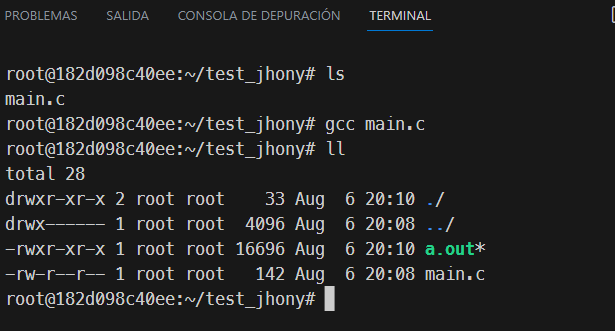 PROBLEMAS SALIDA CONSOLA DE DEPURACIÓN TERMINAL
root@182d098c40ee:~/test_jhony# ls
main.c
root@182d098c40ee:~/test_jhony# gcc main.c
root@182d098c40ee:~/test_jhony# ll
total 28
drwxr-xr-x 2 root root    33 Aug  6 20:10 ./
drwx------ 1 root root  4096 Aug  6 20:08 ../
-rwxr-xr-x 1 root root 16696 Aug  6 20:10 a.out*
-rw-r--r-- 1 root root   142 Aug  6 20:08 main.c
root@182d098c40ee:~/test_jhony#